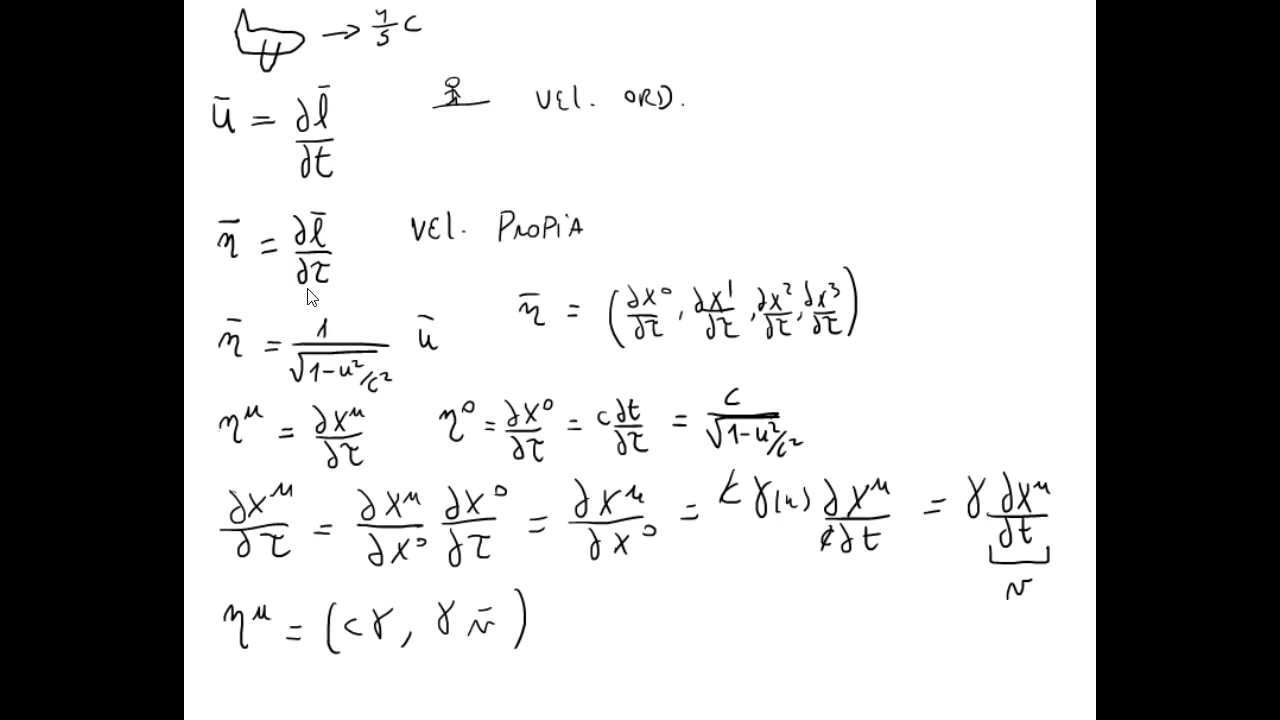 → 4/5 c
ū = ∂l̄/∂t VEL. ORD.
η̄ = ∂l̄/∂τ VEL. PROPiA
η̄ = 1/√(1-u²/c²) ū η̄ = (∂x⁰/∂τ, ∂x¹/∂τ, ∂x²/∂τ, ∂x³/∂τ)
η^μ = ∂x^μ/∂τ η⁰ = ∂x⁰/∂τ = c ∂t/∂τ = c/√(1-u²/c²)
∂x^μ/∂τ = ∂x^μ/∂x⁰ ∂x⁰/∂τ = ∂x^μ/∂x⁰ = c γ(u) ∂x^μ/c∂t = γ ∂x^μ/∂t
v
η^μ = (cγ, γ v̄)